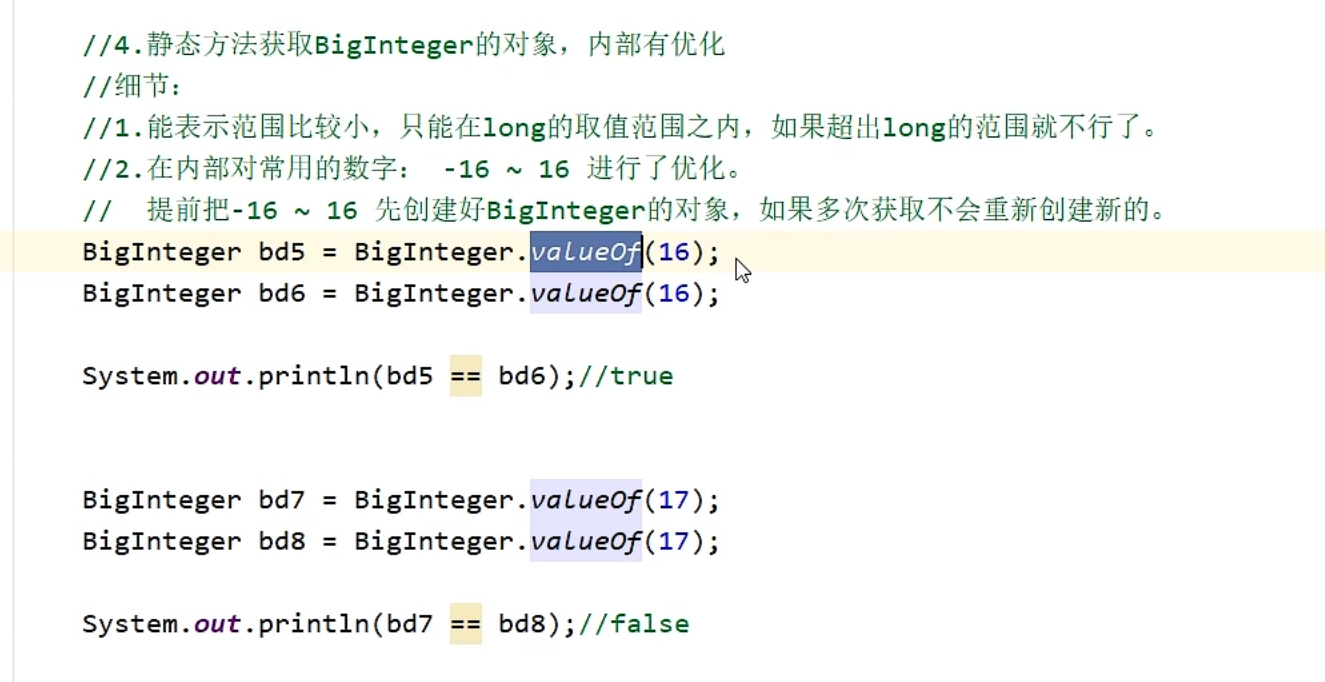 //4.静态方法获取BigInteger的对象，内部有优化
//细节：
//1.能表示范围比较小，只能在long的取值范围之内，如果超出long的范围就不行了。
//2.在内部对常用的数字： -16 ~ 16 进行了优化。
//  提前把-16 ~ 16 先创建好BigInteger的对象，如果多次获取不会重新创建新的。
BigInteger bd5 = BigInteger.valueOf(16);
BigInteger bd6 = BigInteger.valueOf(16);
System.out.println(bd5 == bd6);//true
BigInteger bd7 = BigInteger.valueOf(17);
BigInteger bd8 = BigInteger.valueOf(17);
System.out.println(bd7 == bd8);//false